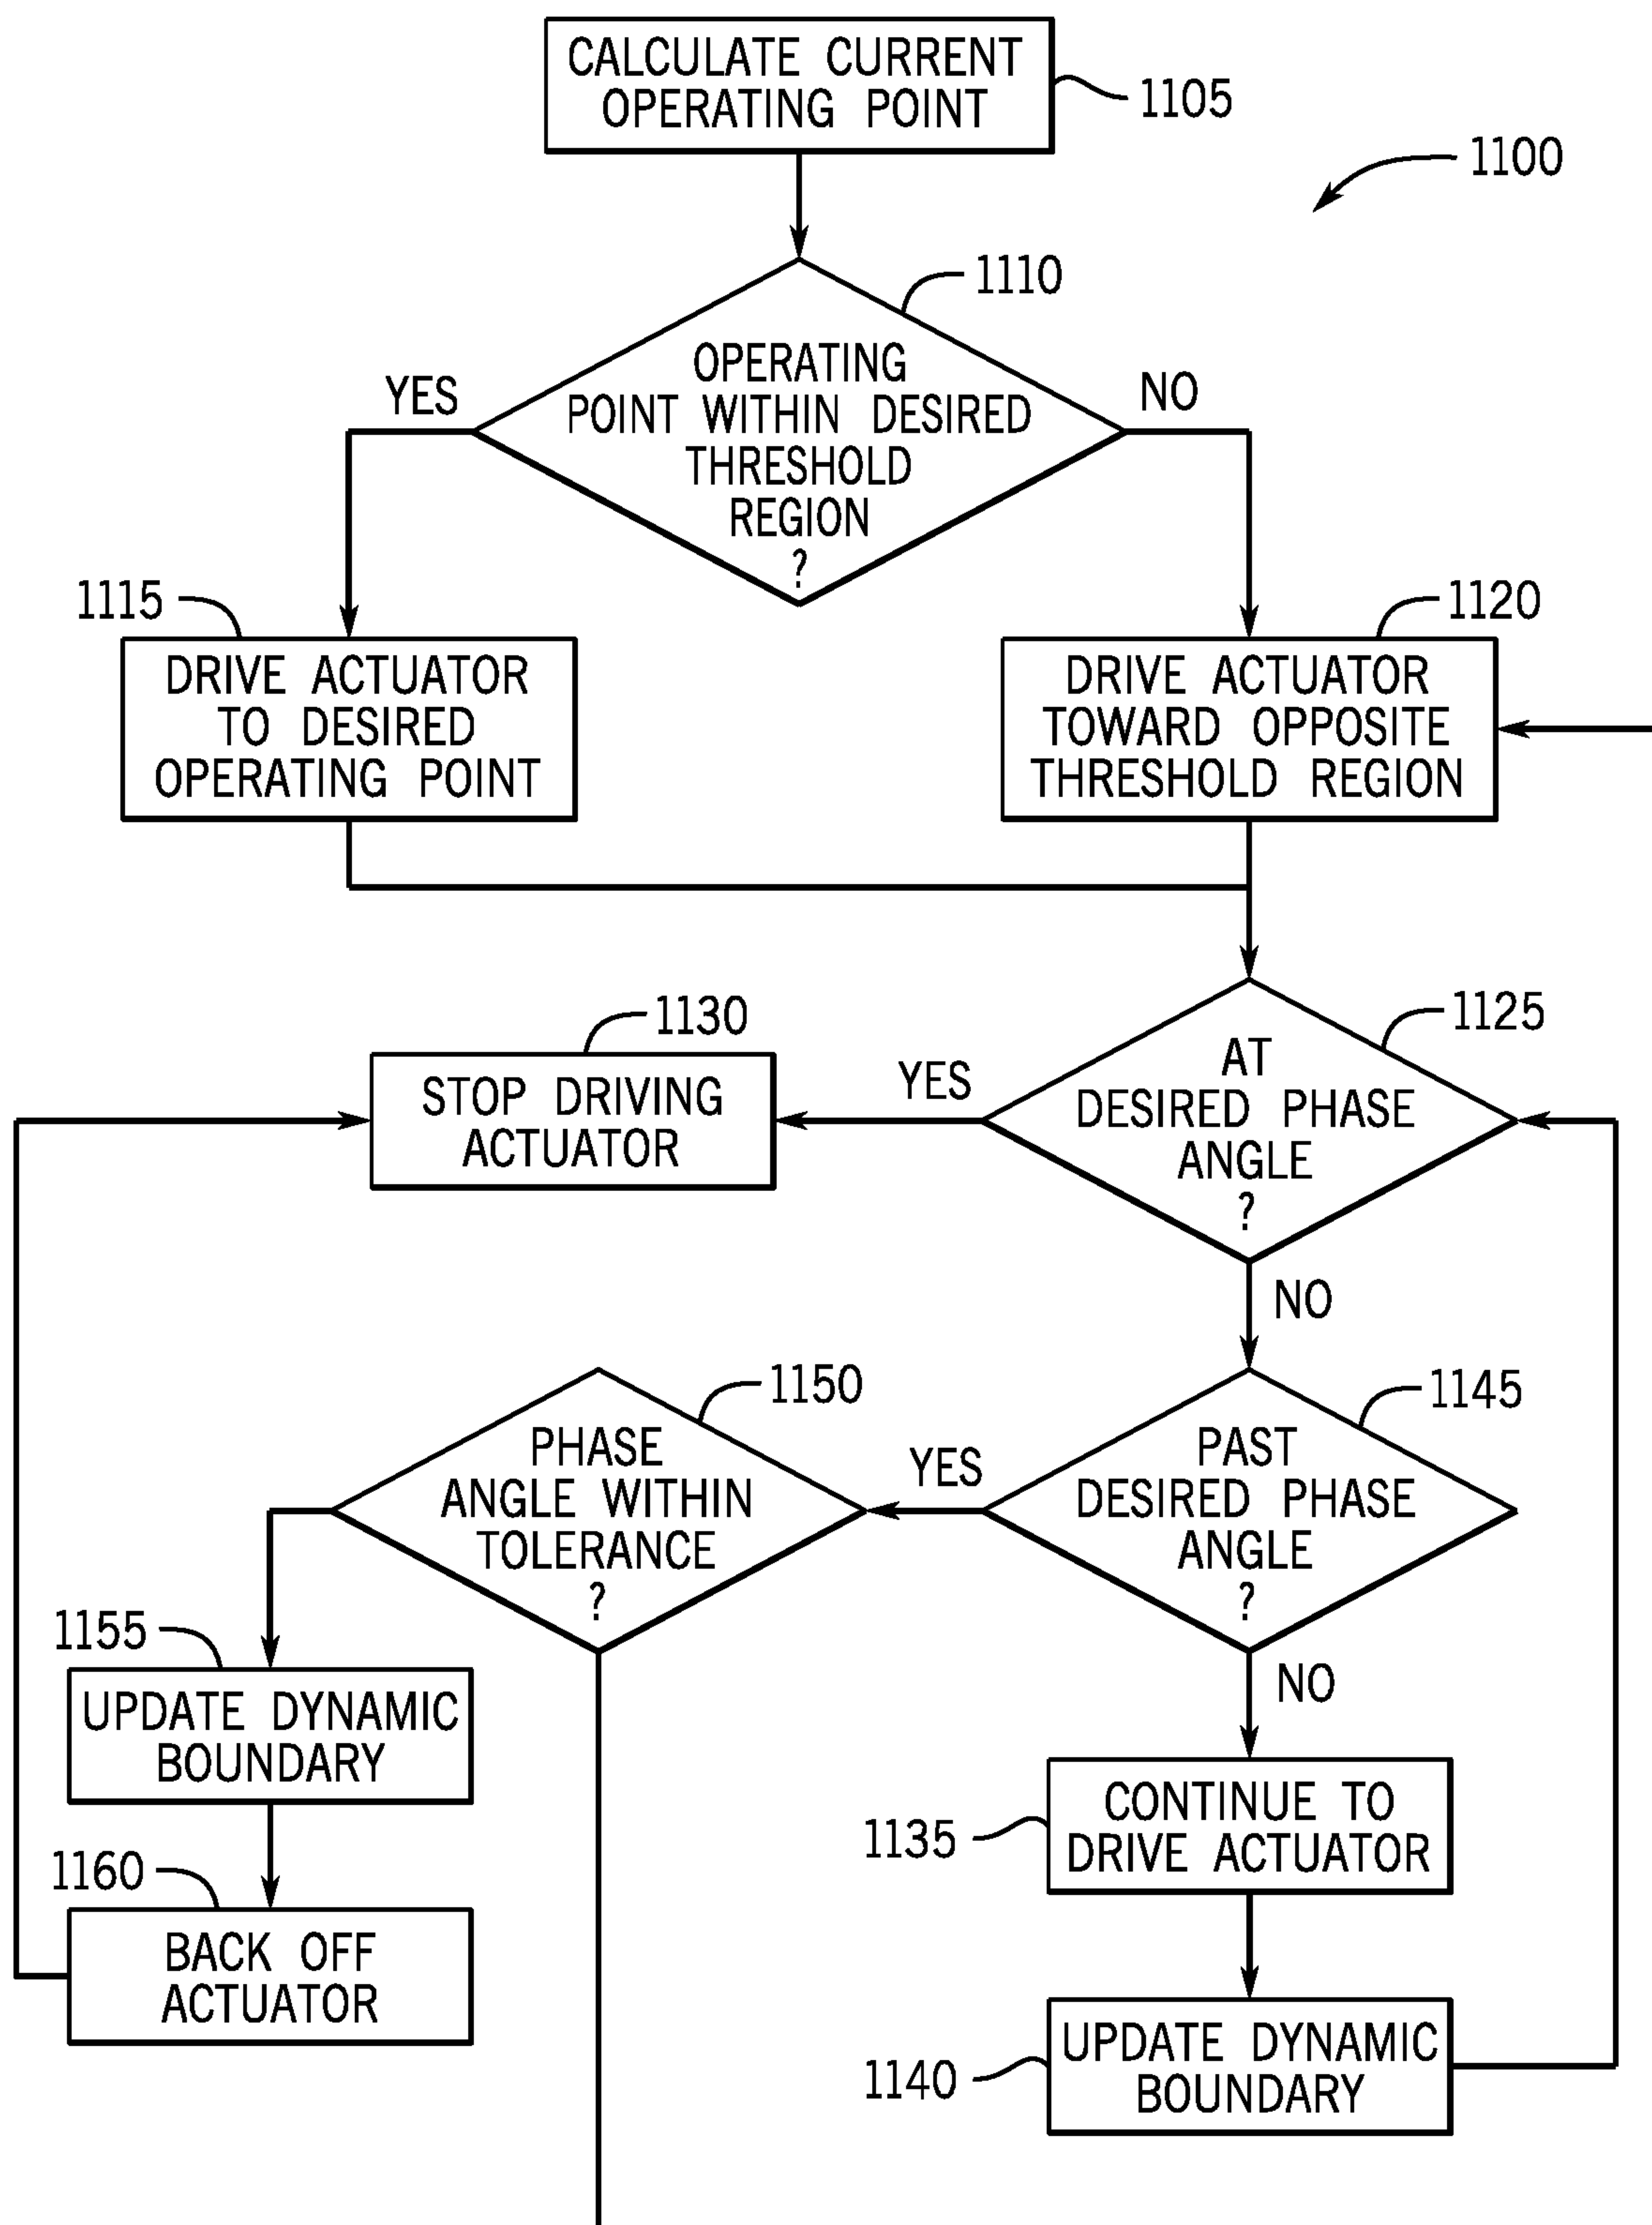 CALCULATE CURRENT
OPERATING POINT
1105
1100
1110
OPERATING
POINT WITHIN DESIRED
THRESHOLD
REGION
?
YES
NO
1115
DRIVE ACTUATOR
TO DESIRED
OPERATING POINT
1120
DRIVE ACTUATOR
TOWARD OPPOSITE
THRESHOLD REGION
1130
STOP DRIVING
ACTUATOR
YES
1125
AT
DESIRED PHASE
ANGLE
?
NO
1150
PHASE
ANGLE WITHIN
TOLERANCE
?
YES
1145
PAST
DESIRED PHASE
ANGLE
?
NO
1155
UPDATE DYNAMIC
BOUNDARY
1135
CONTINUE TO
DRIVE ACTUATOR
1160
BACK OFF
ACTUATOR
1140
UPDATE DYNAMIC
BOUNDARY